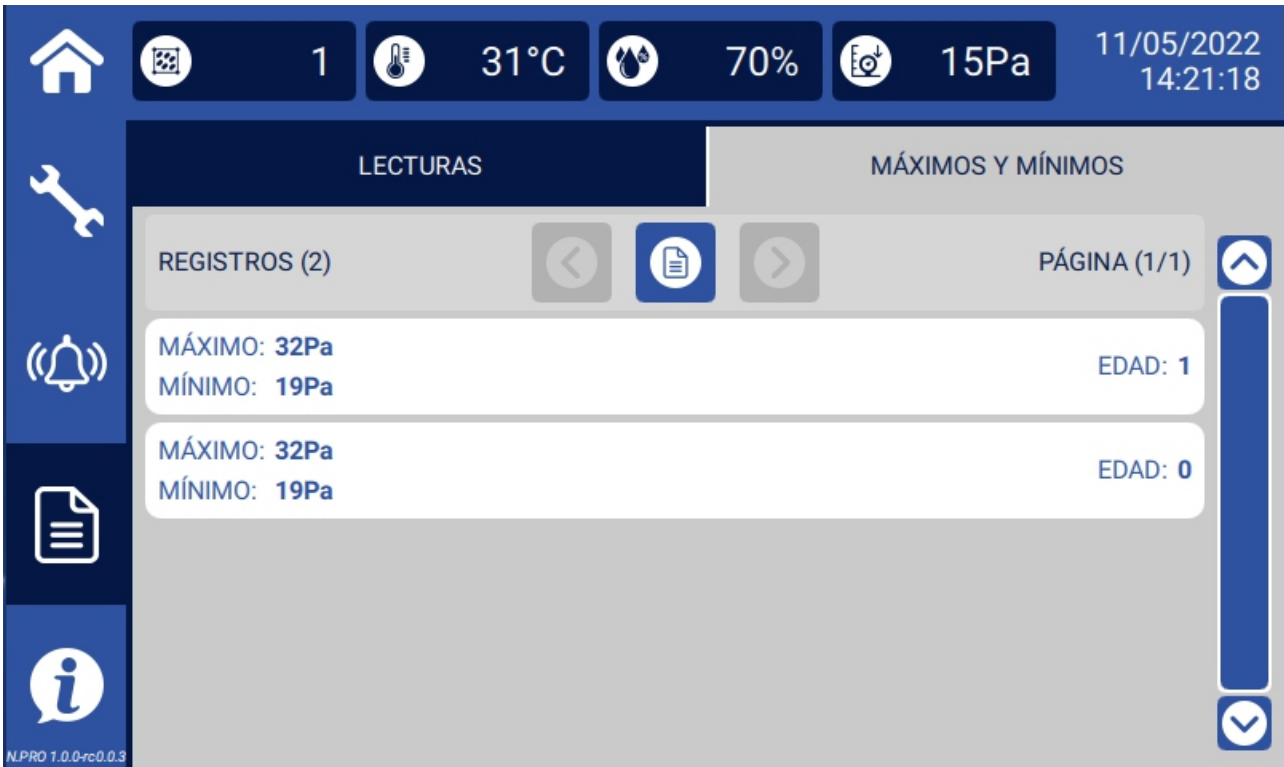 1
31°C
70%
15Pa
11/05/2022
14:21:18
LECTURAS
MÁXIMOS Y MÍNIMOS
REGISTROS (2)
PÁGINA (1/1)
MÁXIMO: 32Pa
MÍNIMO: 19Pa
EDAD: 1
MÁXIMO: 32Pa
MÍNIMO: 19Pa
EDAD: 0
N.PRO 1.0.0-rc0.0.3